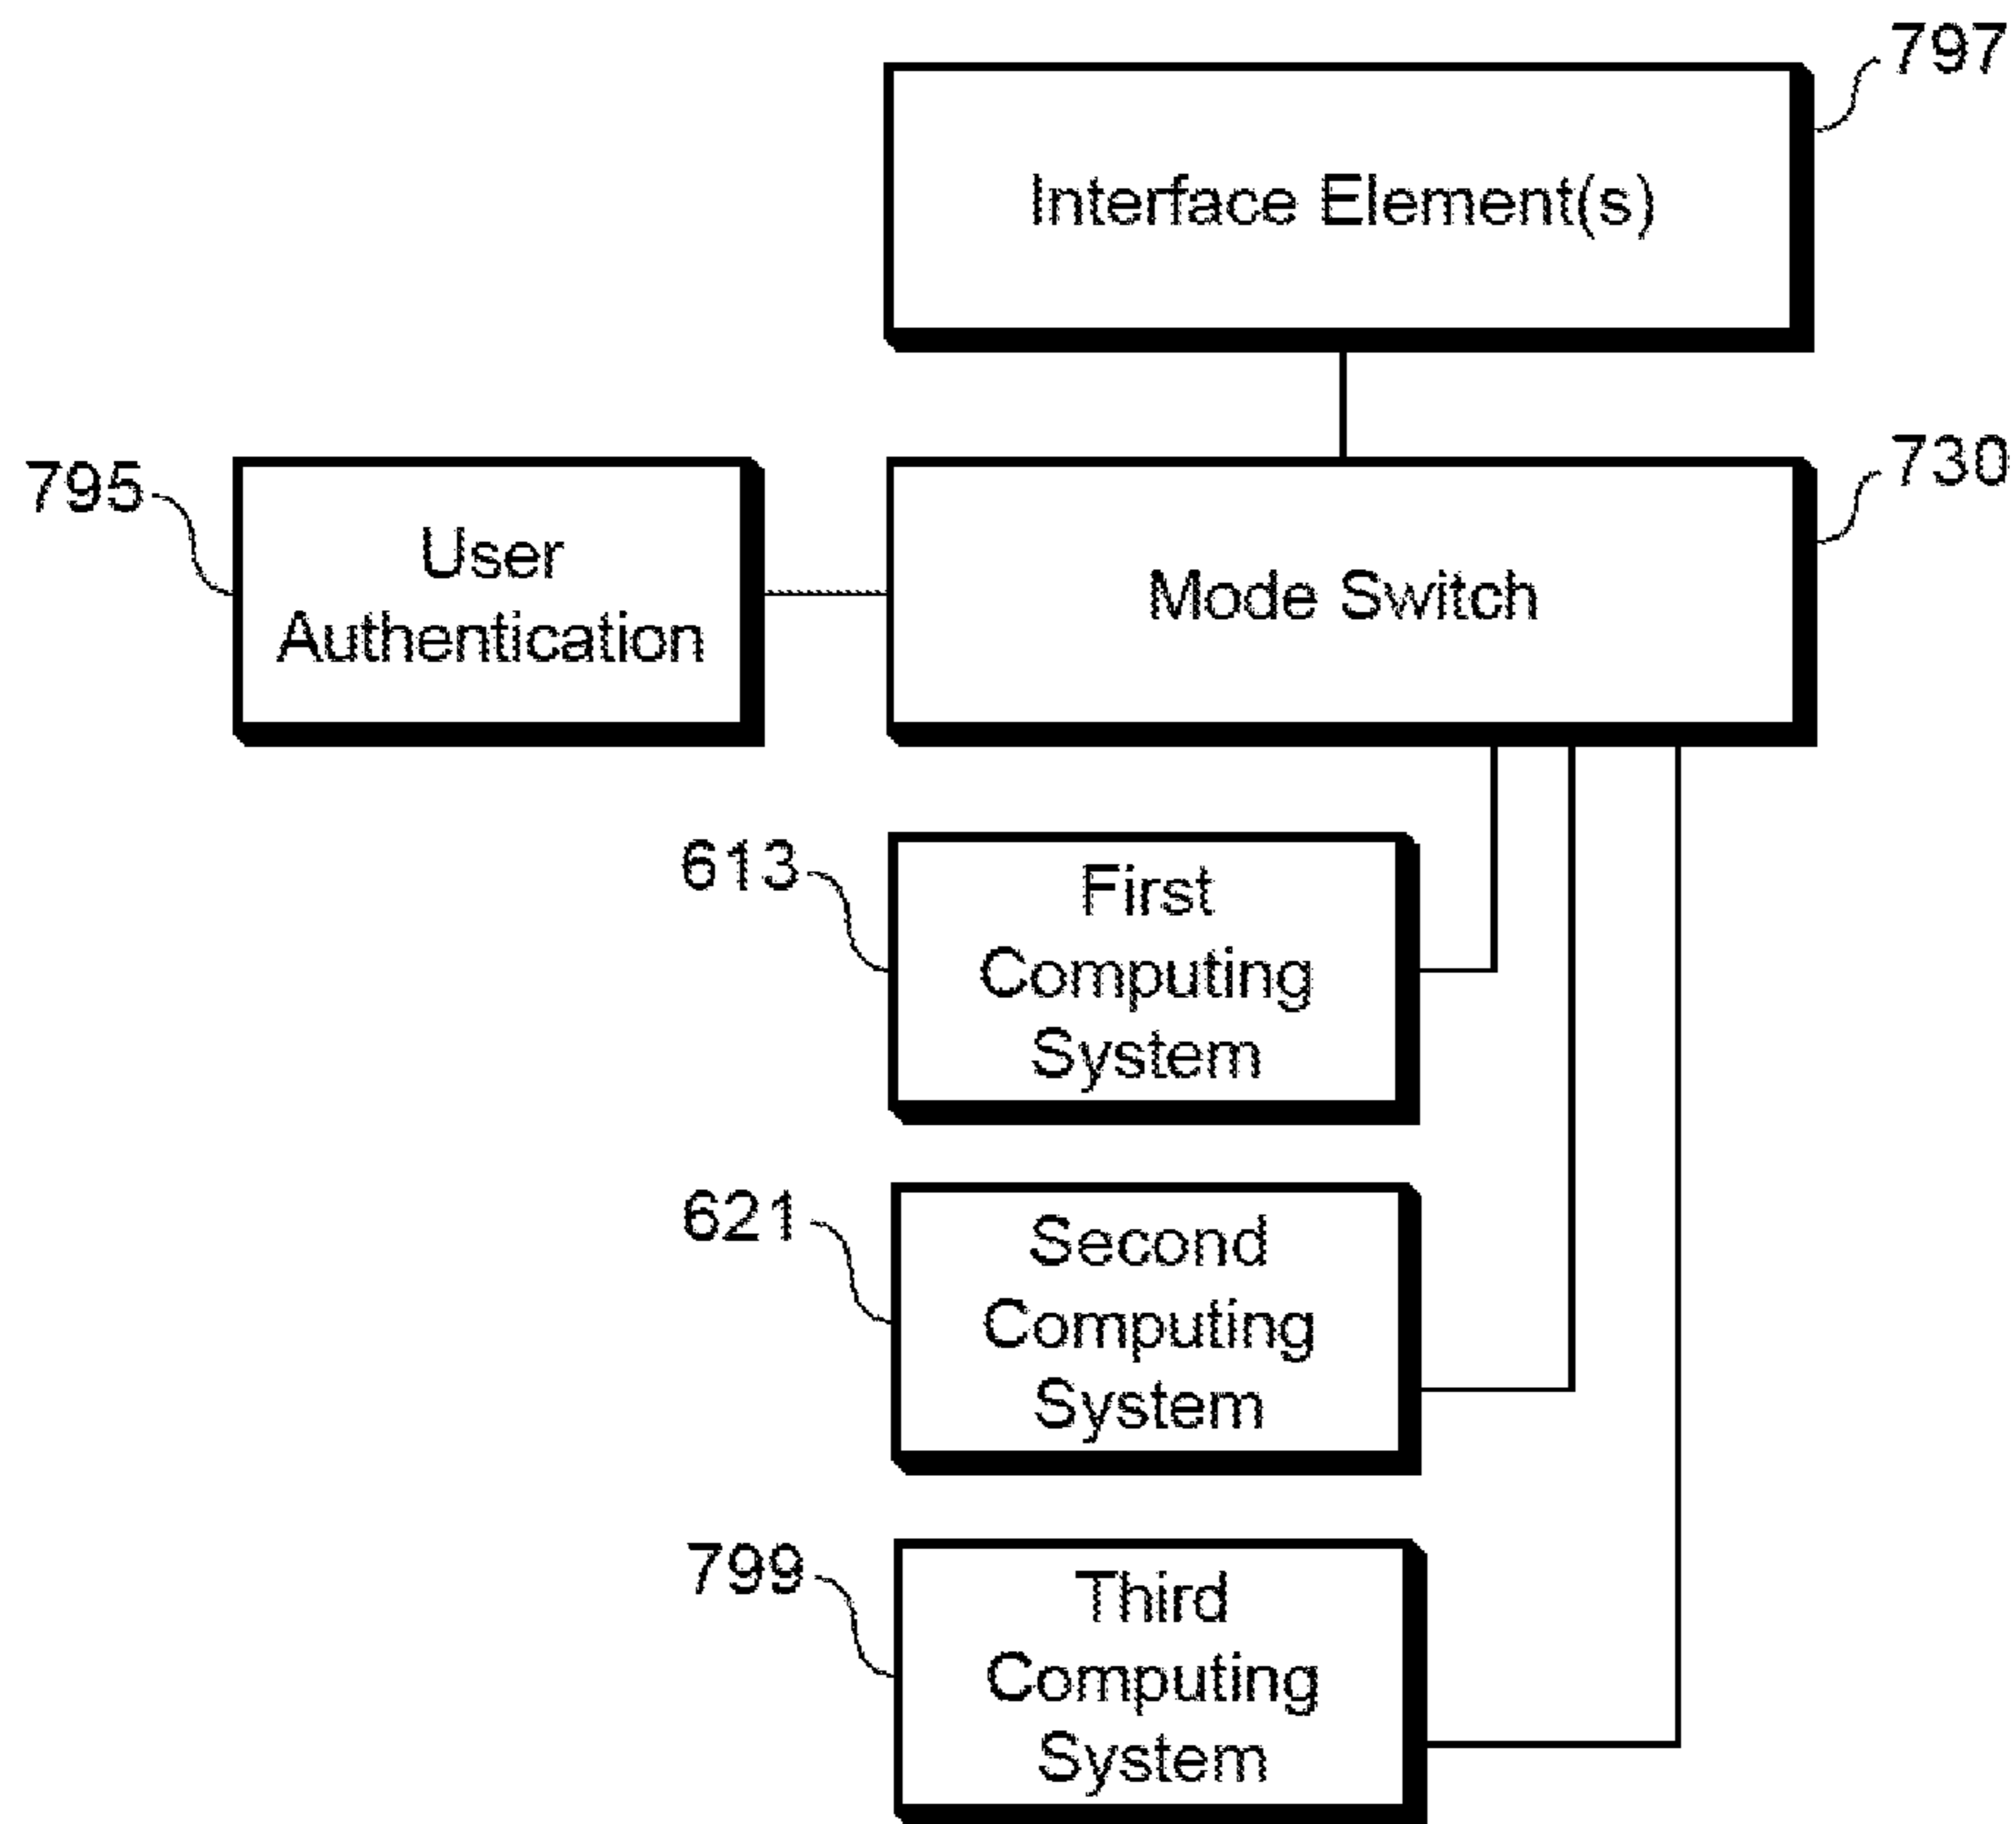 797
Interface Element(s)
795
730
User
Authentication
Mode Switch
613
First
Computing
System
621
Second
Computing
System
799
Third
Computing
System